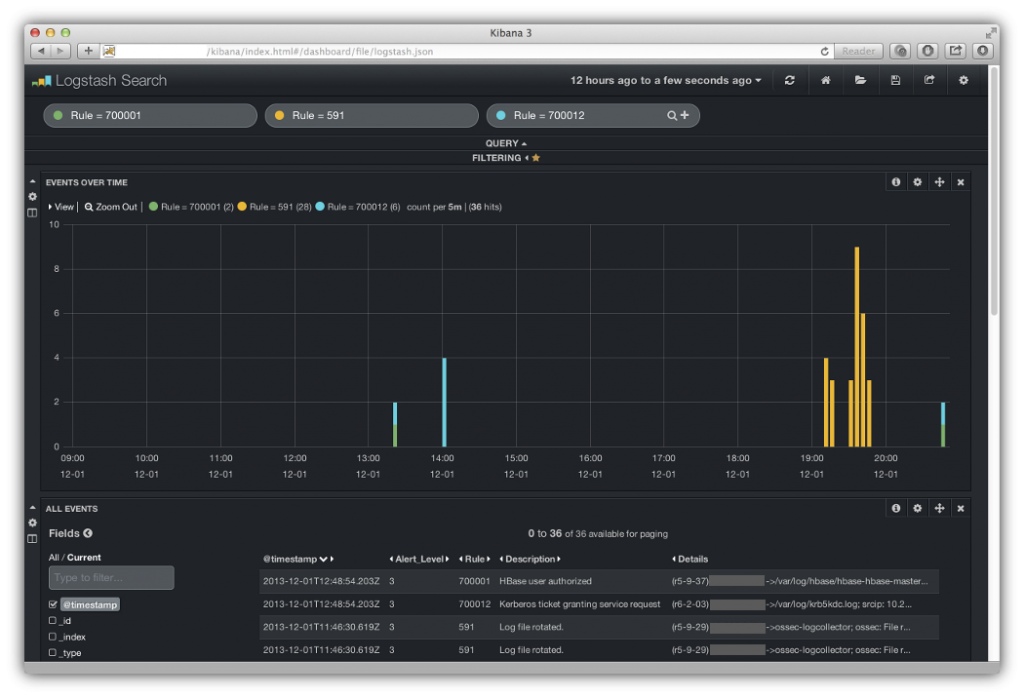 Kibana 3
/kibana/index.html#/dashboard/file/logstash.json
Reader
Logstash Search
12 hours ago to a few seconds ago
Rule = 700001
Rule = 591
Rule = 700012
QUERY
FILTERING
EVENTS OVER TIME
View | Zoom Out | Rule = 700001 (2) Rule = 591 (28) Rule = 700012 (6) count per 5m | (36 hits)
10
8
6
4
2
0
09:00 10:00 11:00 12:00 13:00 14:00 15:00 16:00 17:00 18:00 19:00 20:00
12-01 12-01 12-01 12-01 12-01 12-01 12-01 12-01 12-01 12-01 12-01 12-01
ALL EVENTS
Fields
0 to 36 of 36 available for paging
All / Current
Type to filter...
@timestamp
_id
_index
_type
@timestamp Alert_Level Rule Description Details
2013-12-01T12:48:54.203Z 3 700001 HBase user authorized (r5-9-37) ->/var/log/hbase/hbase-hbase-master...
2013-12-01T12:48:54.203Z 3 700012 Kerberos ticket granting service request (r6-2-03) ->/var/log/krb5kdc.log; srcip: 10.2...
2013-12-01T11:46:30.619Z 3 591 Log file rotated. (r5-9-29) ->ossec-logcollector; ossec: File r...
2013-12-01T11:46:30.619Z 3 591 Log file rotated. (r5-9-29) ->ossec-logcollector; ossec: File r...